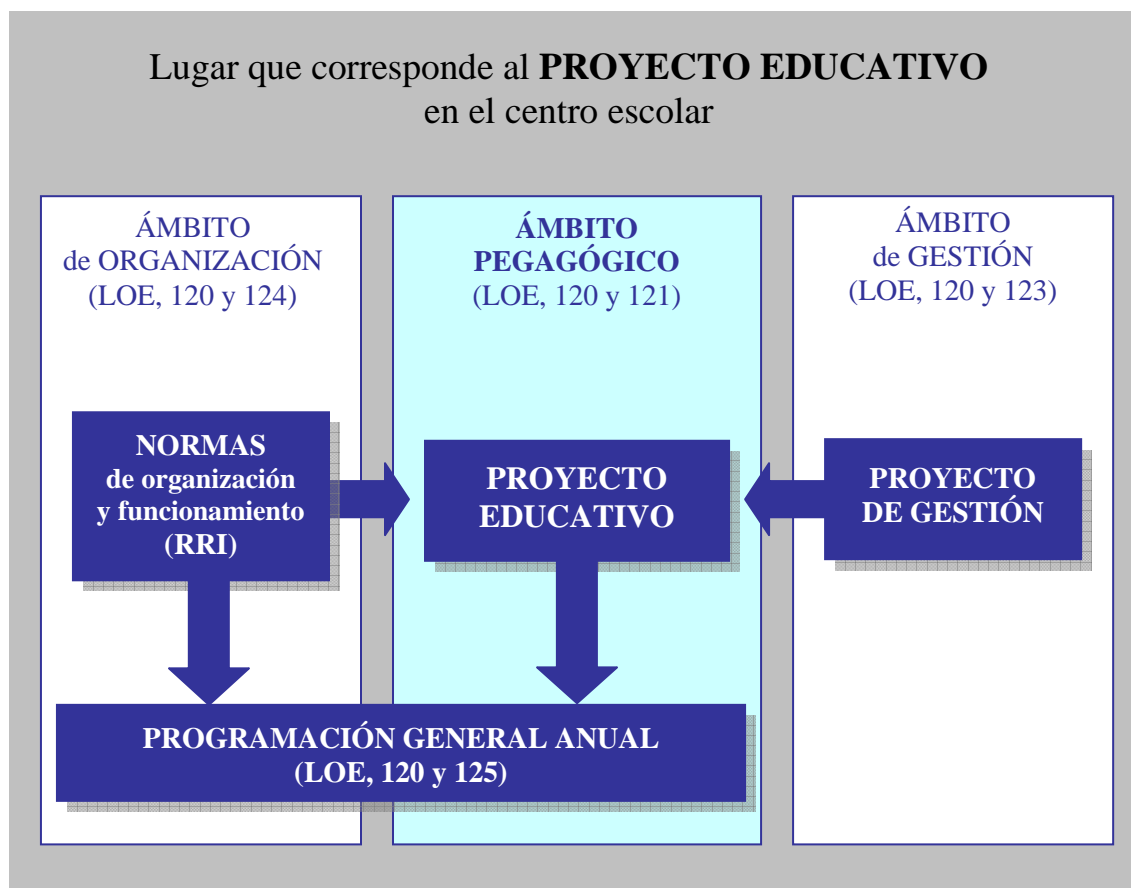 Lugar que corresponde al PROYECTO EDUCATIVO
en el centro escolar
ÁMBITO
de ORGANIZACIÓN
(LOE, 120 y 124)
ÁMBITO
PEGAGÓGICO
(LOE, 120 y 121)
ÁMBITO
de GESTIÓN
(LOE, 120 y 123)
NORMAS
de organización
y funcionamiento
(RRI)
PROYECTO
EDUCATIVO
PROYECTO
DE GESTIÓN
PROGRAMACIÓN GENERAL ANUAL
(LOE, 120 y 125)